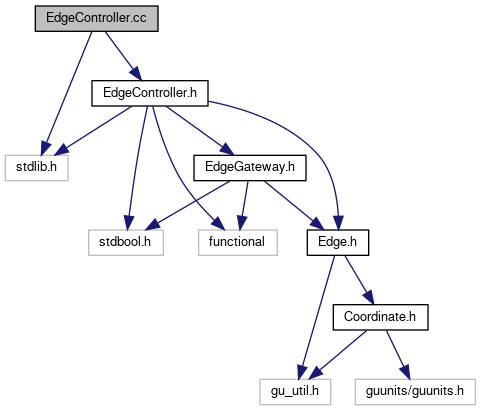 EdgeController.cc
EdgeController.h
stdlib.h
EdgeGateway.h
stdbool.h
functional
Edge.h
Coordinate.h
gu_util.h
guunits/guunits.h